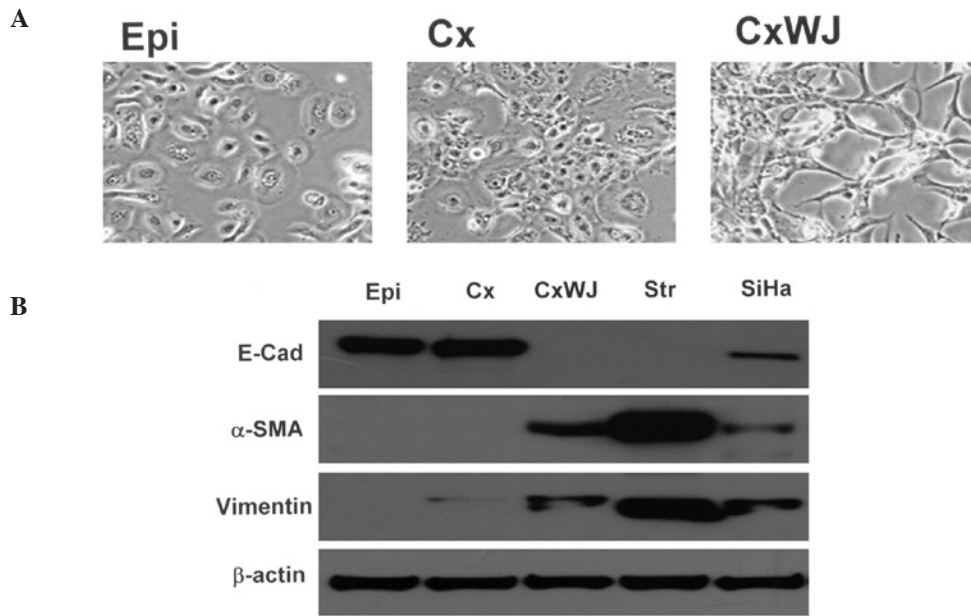 A
Epi Cx CxWJ
B
Epi Cx CxWJ Str SiHa
E-Cad
α-SMA
Vimentin
β-actin